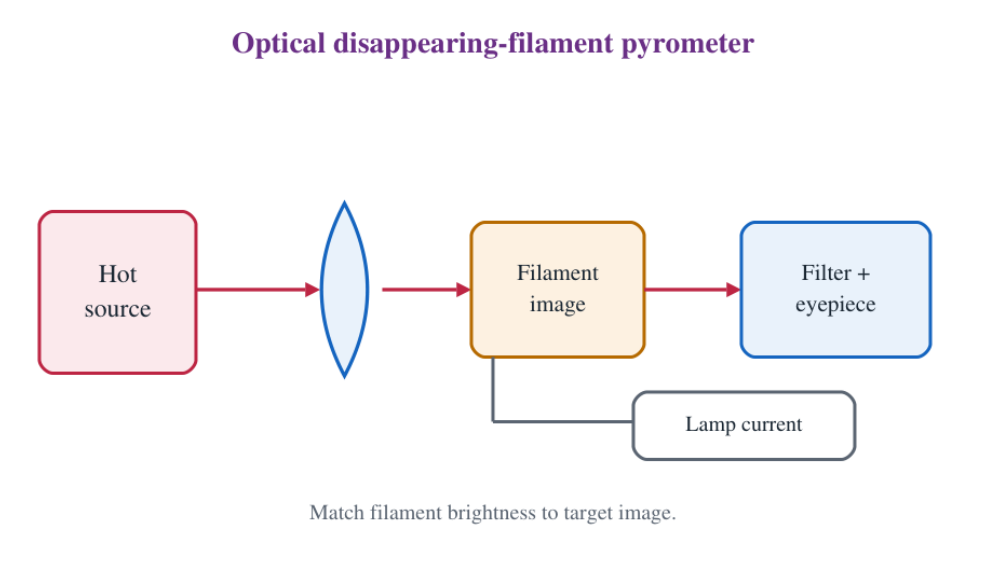 Optical disappearing-filament pyrometer
Hot
source
Filament
image
Filter +
eyepiece
Lamp current
Match filament brightness to target image.